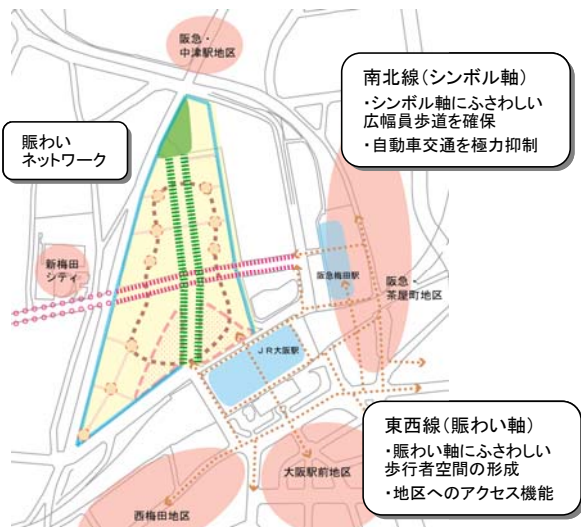 阪急・
中津駅地区
南北線（シンボル軸）
・シンボル軸にふさわしい
広幅員歩道を確保
・自動車交通を極力抑制
賑わい
ネットワーク
新梅田
シティ
阪急梅田駅
阪急・
茶屋町地区
ＪＲ大阪駅
東西線（賑わい軸）
・賑わい軸にふさわしい
歩行者空間の形成
・地区へのアクセス機能
大阪駅前地区
西梅田地区